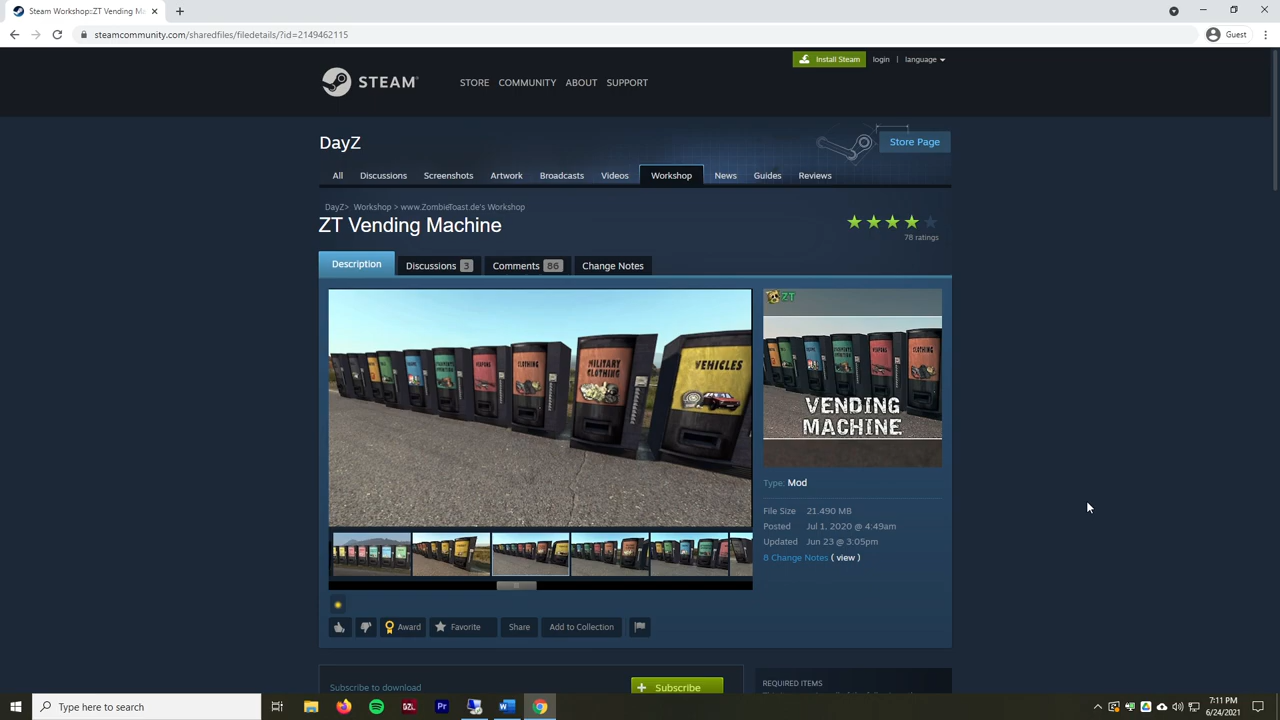 Steam Workshop::ZT Vending Ma
steamcommunity.com/sharedfiles/filedetails/?id=2149462115
Guest
Install Steam
login | language
STEAM
STORE COMMUNITY ABOUT SUPPORT
DayZ
Store Page
All Discussions Screenshots Artwork Broadcasts Videos Workshop News Guides Reviews
DayZ> Workshop > www.ZombieToast.de's Workshop
ZT Vending Machine
78 ratings
Description Discussions 3 Comments 86 Change Notes
CLOTHING
MILITARY
CLOTHING
VEHICLES
ZT
CLOTHING
VENDING
MACHINE
Type: Mod
File Size 21.490 MB
Posted Jul 1, 2020 @ 4:49am
Updated Jun 23 @ 3:05pm
8 Change Notes ( view )
Award Favorite Share Add to Collection
Subscribe to download
Subscribe
REQUIRED ITEMS
Type here to search
7:11 PM
6/24/2021